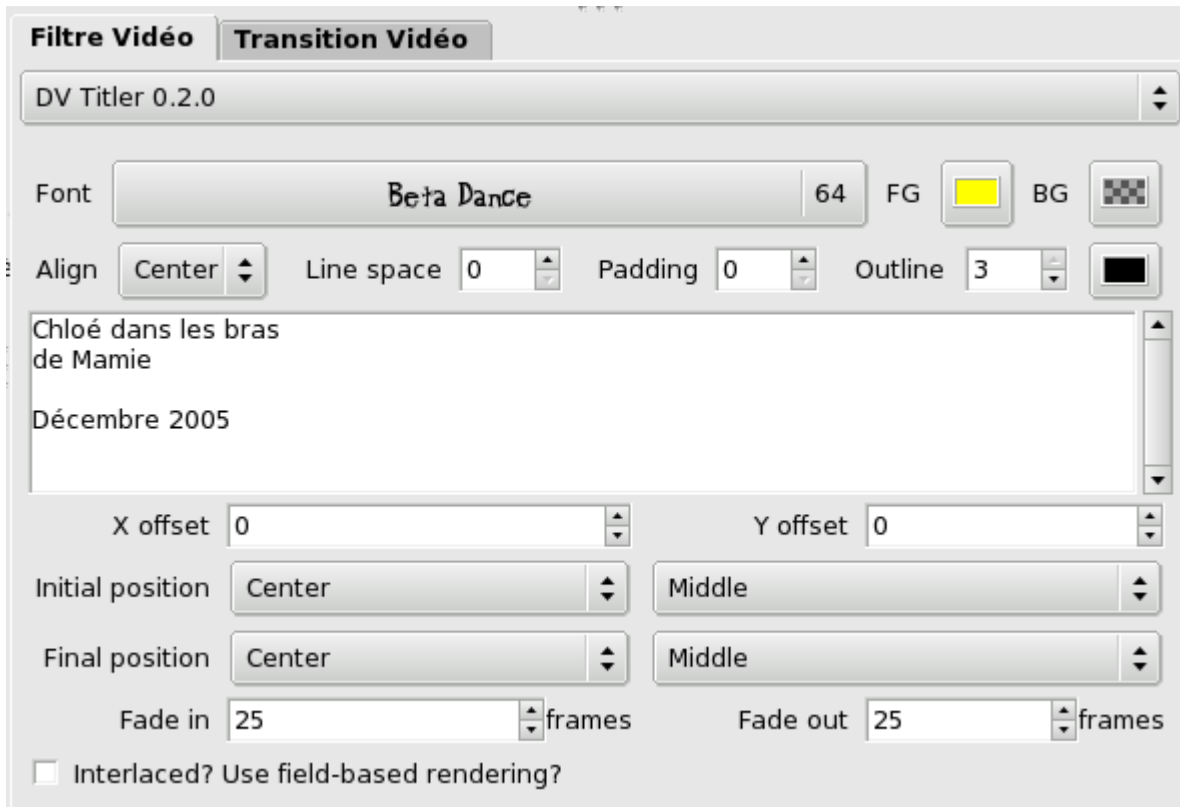 Filtre Vidéo Transition Vidéo
DV Titler 0.2.0
Font Beta Dance 64 FG BG
Align Center Line space 0 Padding 0 Outline 3
Chloé dans les bras
de Mamie
Décembre 2005
X offset 0 Y offset 0
Initial position Center Middle
Final position Center Middle
Fade in 25 frames Fade out 25 frames
Interlaced? Use field-based rendering?